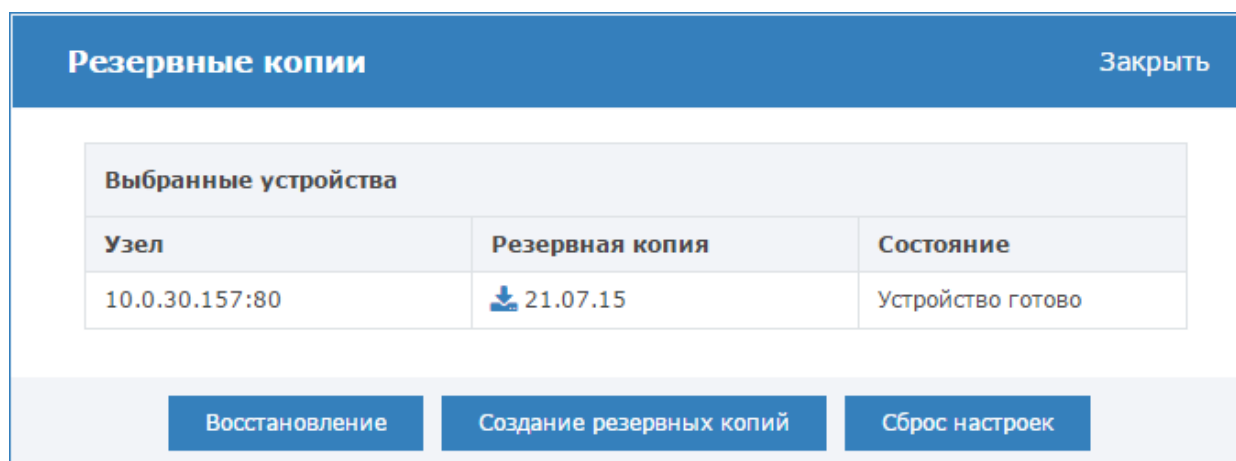 Резервные копии Закрыть
Выбранные устройства
Узел Резервная копия Состояние
10.0.30.157:80 21.07.15 Устройство готово
Восстановление Создание резервных копий Сброс настроек